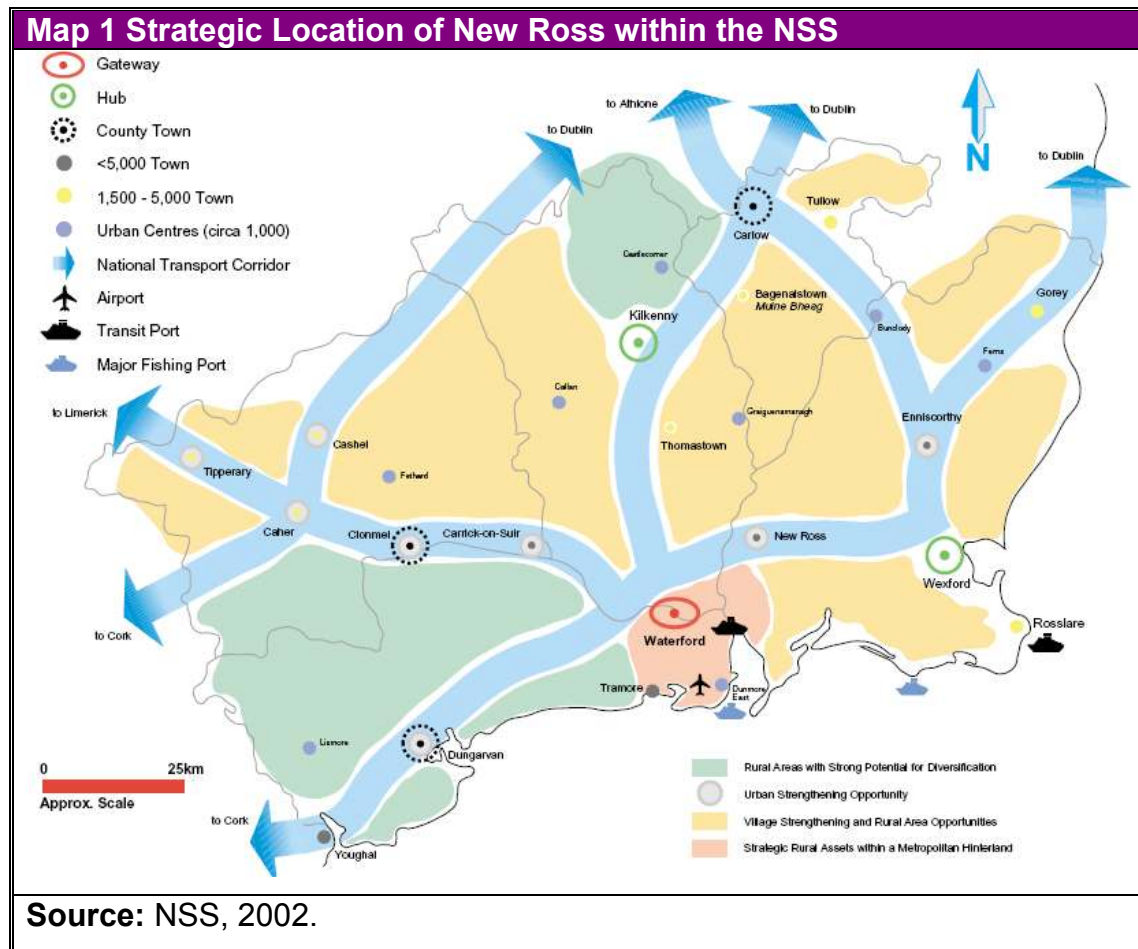 Map 1 Strategic Location of New Ross within the NSS
Gateway
Hub
County Town
<5,000 Town
1,500 - 5,000 Town
Urban Centres (circa 1,000)
National Transport Corridor
Airport
Transit Port
Major Fishing Port
to Athlone
to Dublin
to Dublin
N
to Dublin
Tullow
Carlow
Castlecomer
Bagenalstown
Muine Bheag
Gorey
Kilkenny
Bunclody
Ferns
Callan
Graiguenamanagh
to Limerick
Enniscorthy
Cashel
Thomastown
Tipperary
Fethard
Caher
Clonmel
Carrick-on-Suir
New Ross
Wexford
to Cork
Waterford
Rosslare
Tramore
Dunmore
East
Lismore
Dungarvan
0 25km
Approx. Scale
to Cork
Youghal
Rural Areas with Strong Potential for Diversification
Urban Strengthening Opportunity
Village Strengthening and Rural Area Opportunities
Strategic Rural Assets within a Metropolitan Hinterland
Source: NSS, 2002.